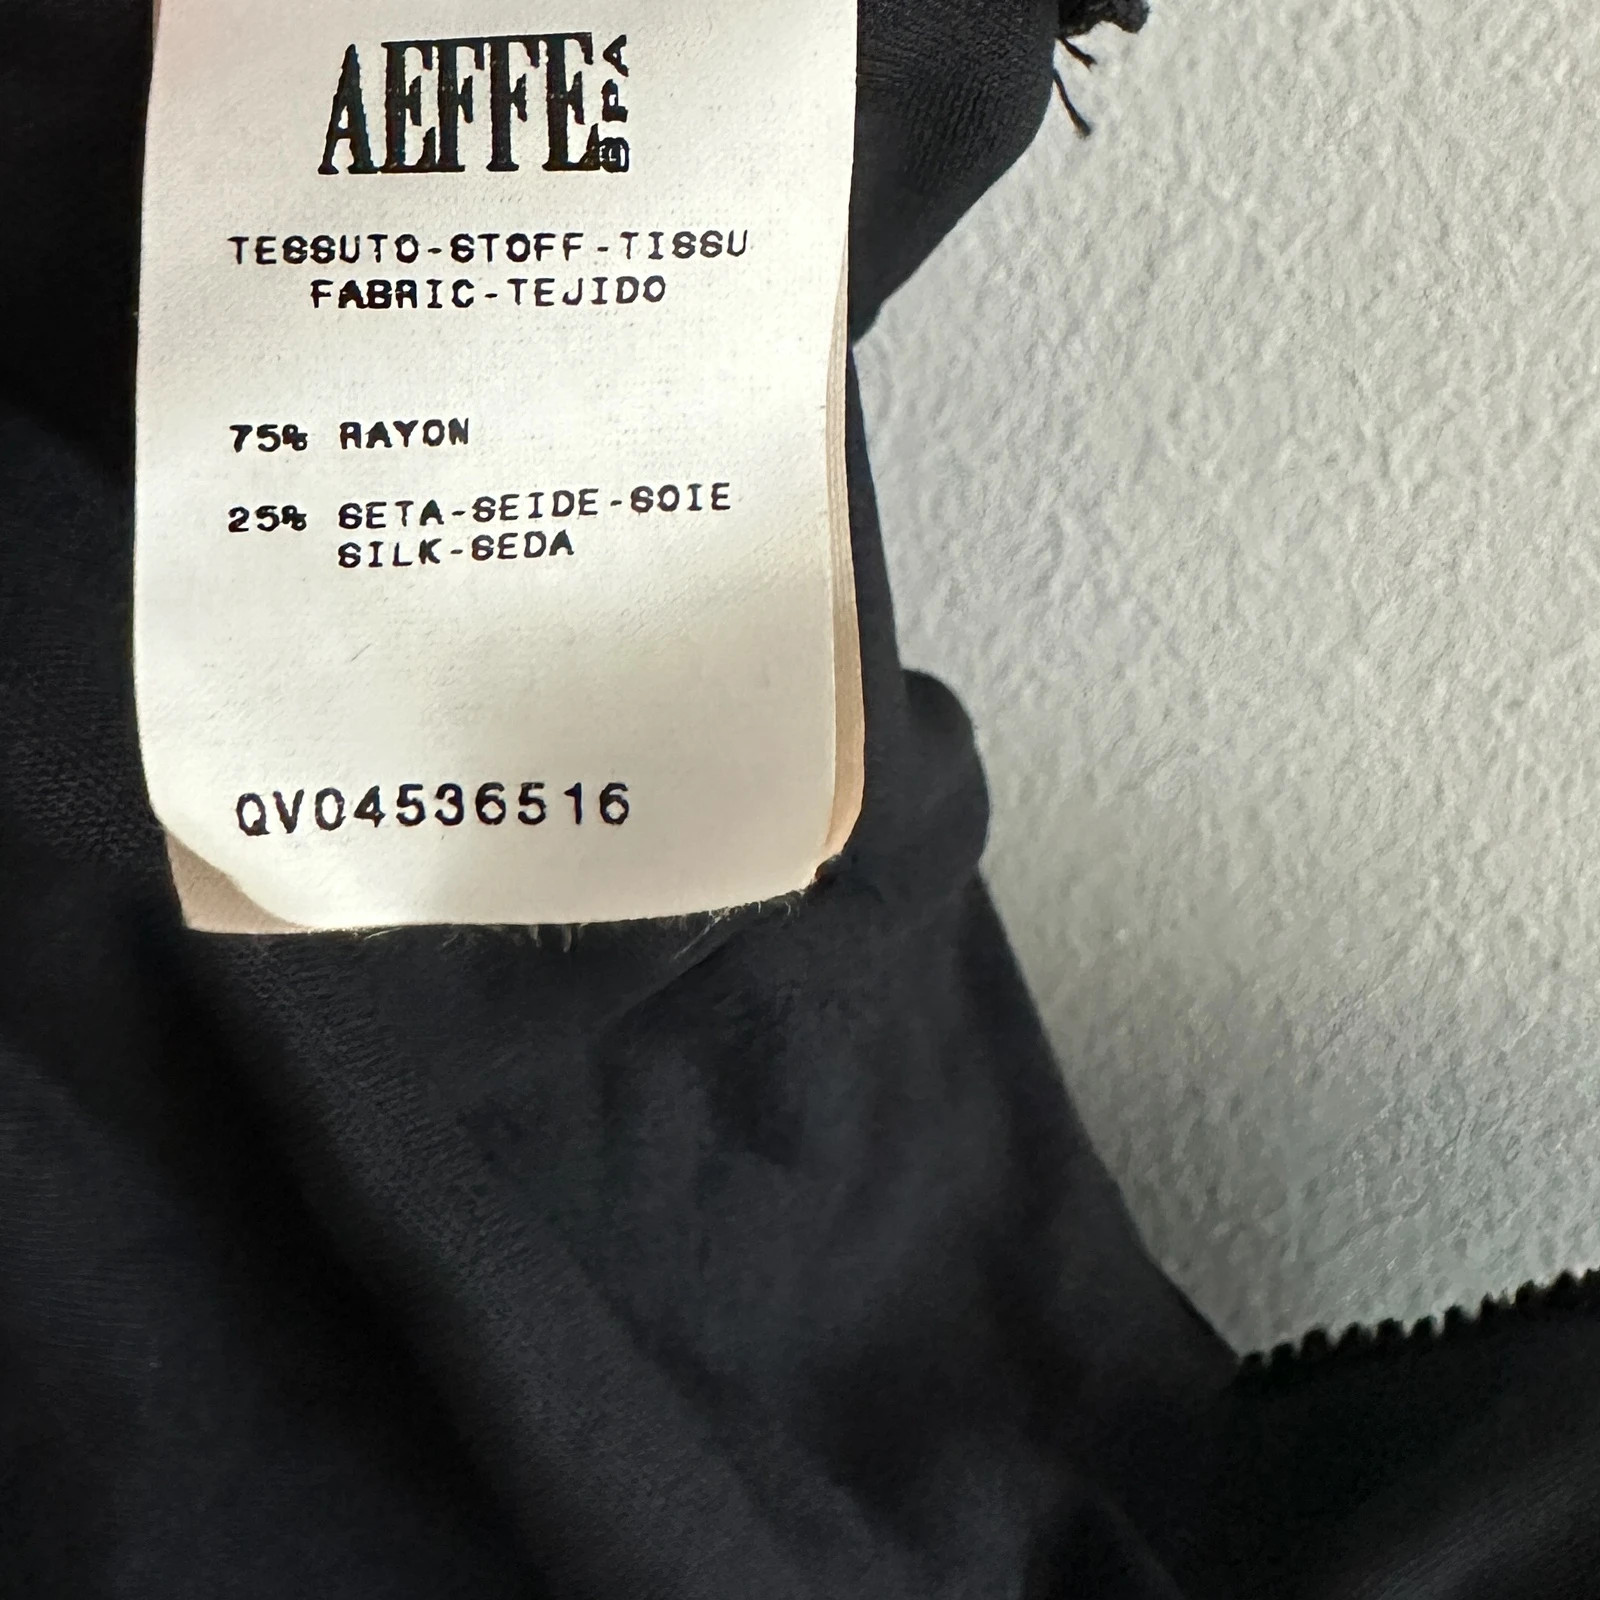 AEFFE SPA
TESSUTO-STOFF-TISSU
FABRIC-TEJIDO
75% RAYON
25% SETA-SEIDE-SOIE
SILK-SEDA
QV04536516